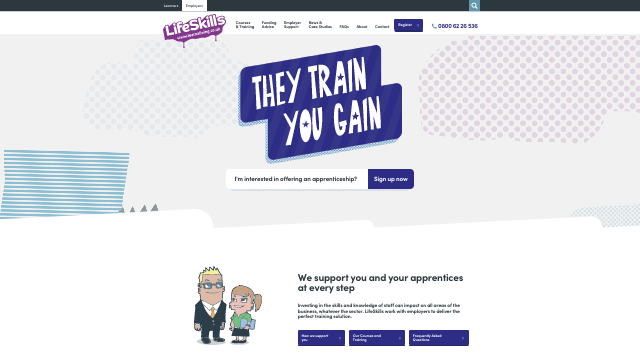 Learners
Employers
LifeSkills
Courses
& Training
Funding
Advice
Employer
Support
News &
Case Studies
FAQs
About
Contact
Register
0800 62 26 536
THEY TRAIN
YOU GAIN
I'm interested in offering an apprenticeship?
Sign up now
We support you and your apprentices
at every step
Investing in the skills and knowledge of staff can impact on all areas of the
business, whatever the sector. LifeSkills work with employers to deliver the
perfect training solution.
How we support
you
Our Courses and
Training
Frequently Asked
Questions